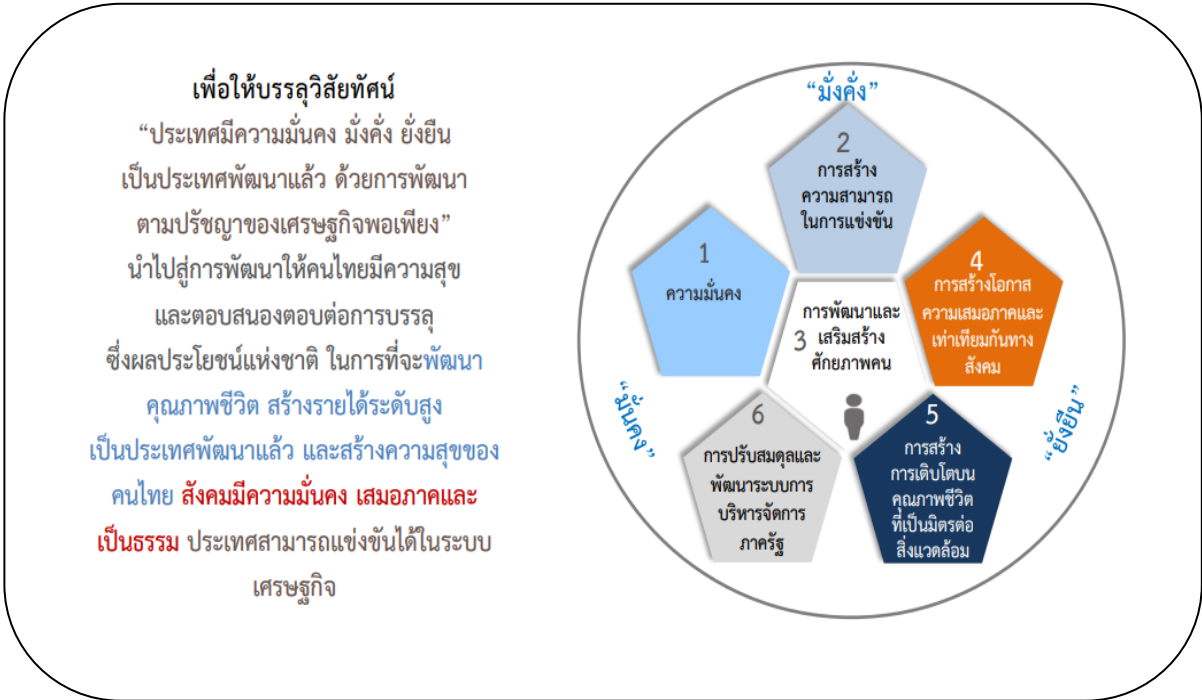 เพื่อให้บรรลุวิสัยทัศน์
“ประเทศมีความมั่นคง มั่งคั่ง ยั่งยืน
เป็นประเทศพัฒนาแล้ว ด้วยการพัฒนา
ตามปรัชญาของเศรษฐกิจพอเพียง”
นำไปสู่การพัฒนาให้คนไทยมีความสุข
และตอบสนองตอบต่อการบรรลุ
ซึ่งผลประโยชน์แห่งชาติ ในการที่จะพัฒนา
คุณภาพชีวิต สร้างรายได้ระดับสูง
เป็นประเทศพัฒนาแล้ว และสร้างความสุขของ
คนไทย สังคมมีความมั่นคง เสมอภาคและ
เป็นธรรม ประเทศสามารถแข่งขันได้ในระบบ
เศรษฐกิจ
“มั่งคั่ง”
“มั่นคง”
“ยั่งยืน”
1
ความมั่นคง
2
การสร้าง
ความสามารถ
ในการแข่งขัน
3
การพัฒนาและ
เสริมสร้าง
ศักยภาพคน
4
การสร้างโอกาส
ความเสมอภาคและ
เท่าเทียมกันทาง
สังคม
5
การสร้าง
การเติบโตบน
คุณภาพชีวิต
ที่เป็นมิตรต่อ
สิ่งแวดล้อม
6
การปรับสมดุลและ
พัฒนาระบบการ
บริหารจัดการ
ภาครัฐ